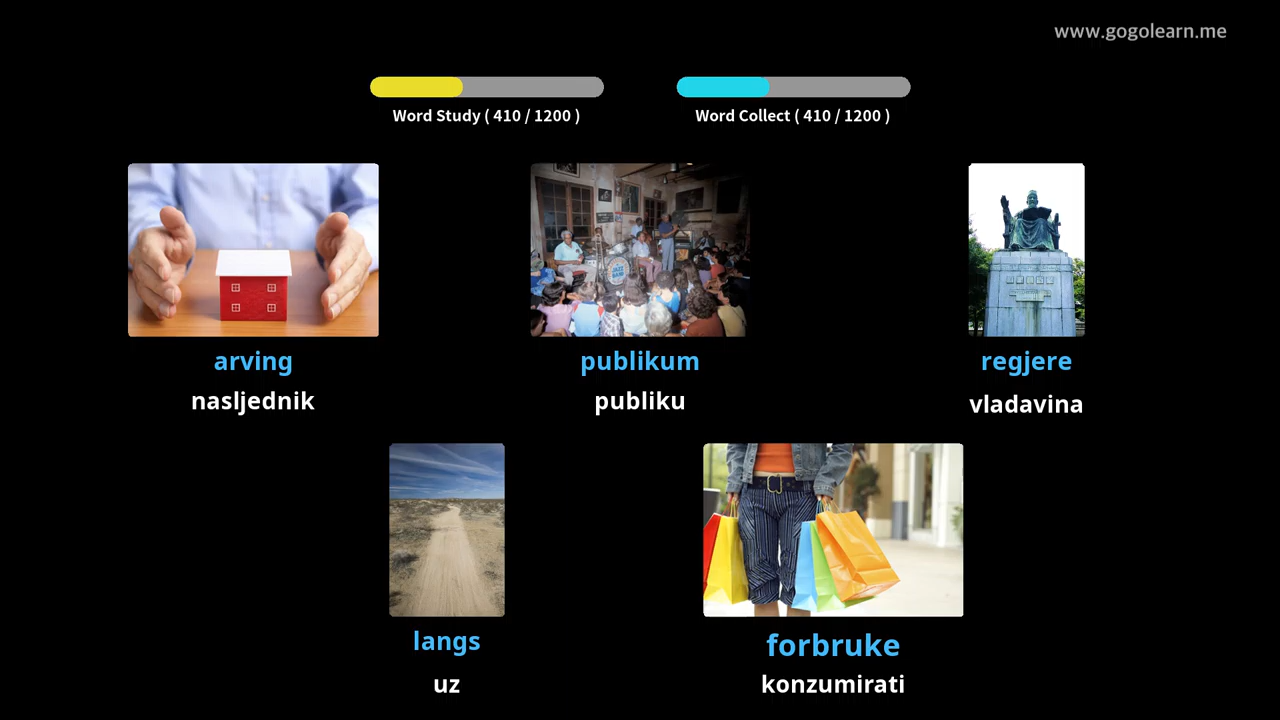 www.gogolearn.me
Word Study ( 410 / 1200 )
Word Collect ( 410 / 1200 )
arving
nasljednik
publikum
publiku
regjere
vladavina
langs
uz
forbruke
konzumirati